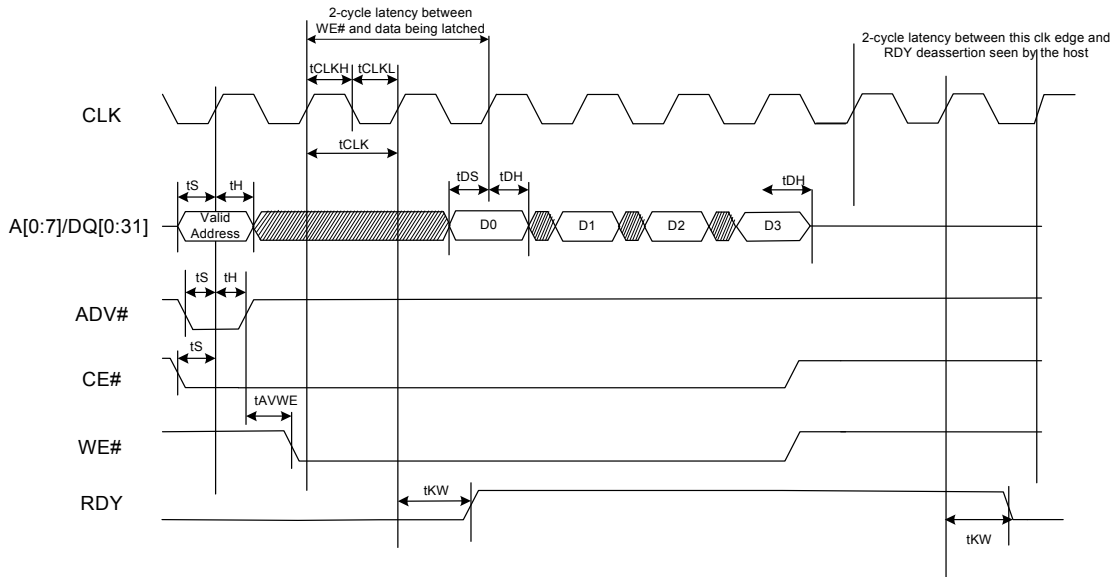 2-cycle latency between
WE# and data being latched
2-cycle latency between this clk edge and
RDY deassertion seen by the host
tCLKH
tCLKL
CLK
tCLK
tS
tH
tDS
tDH
tDH
A[0:7]/DQ[0:31]
Valid
Address
D0
D1
D2
D3
tS
tH
ADV#
tS
CE#
tAVWE
WE#
tKW
RDY
tKW